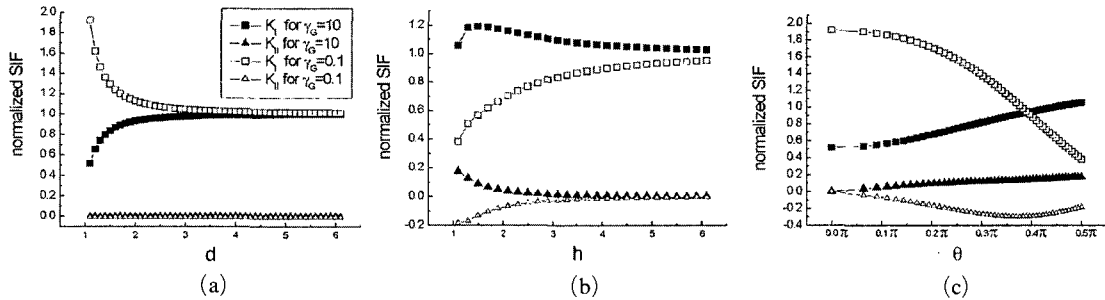 2.0
1.8
1.6
1.4
1.2
1.0
0.8
0.6
0.4
0.2
0.0
normalized SIF
K_I for γ_G=10
K_II for γ_G=10
K_I for γ_G=0.1
K_II for γ_G=0.1
1 2 3 4 5 6
d
(a)
1.2
1.0
0.8
0.6
0.4
0.2
0.0
-0.2
normalized SIF
1 2 3 4 5 6
h
(b)
2.0
1.8
1.6
1.4
1.2
1.0
0.8
0.6
0.4
0.2
0.0
-0.2
-0.4
normalized SIF
0.0π 0.1π 0.2π 0.3π 0.4π 0.5π
θ
(c)